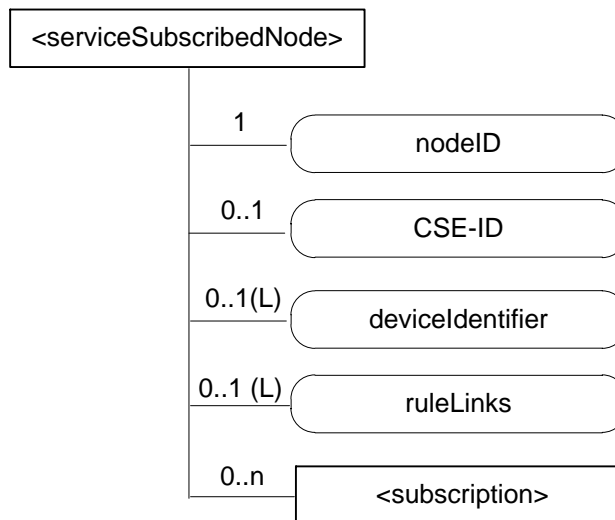 <serviceSubscribedNode>
1
nodeID
0..1
CSE-ID
0..1(L)
deviceIdentifier
0..1 (L)
ruleLinks
0..n
<subscription>